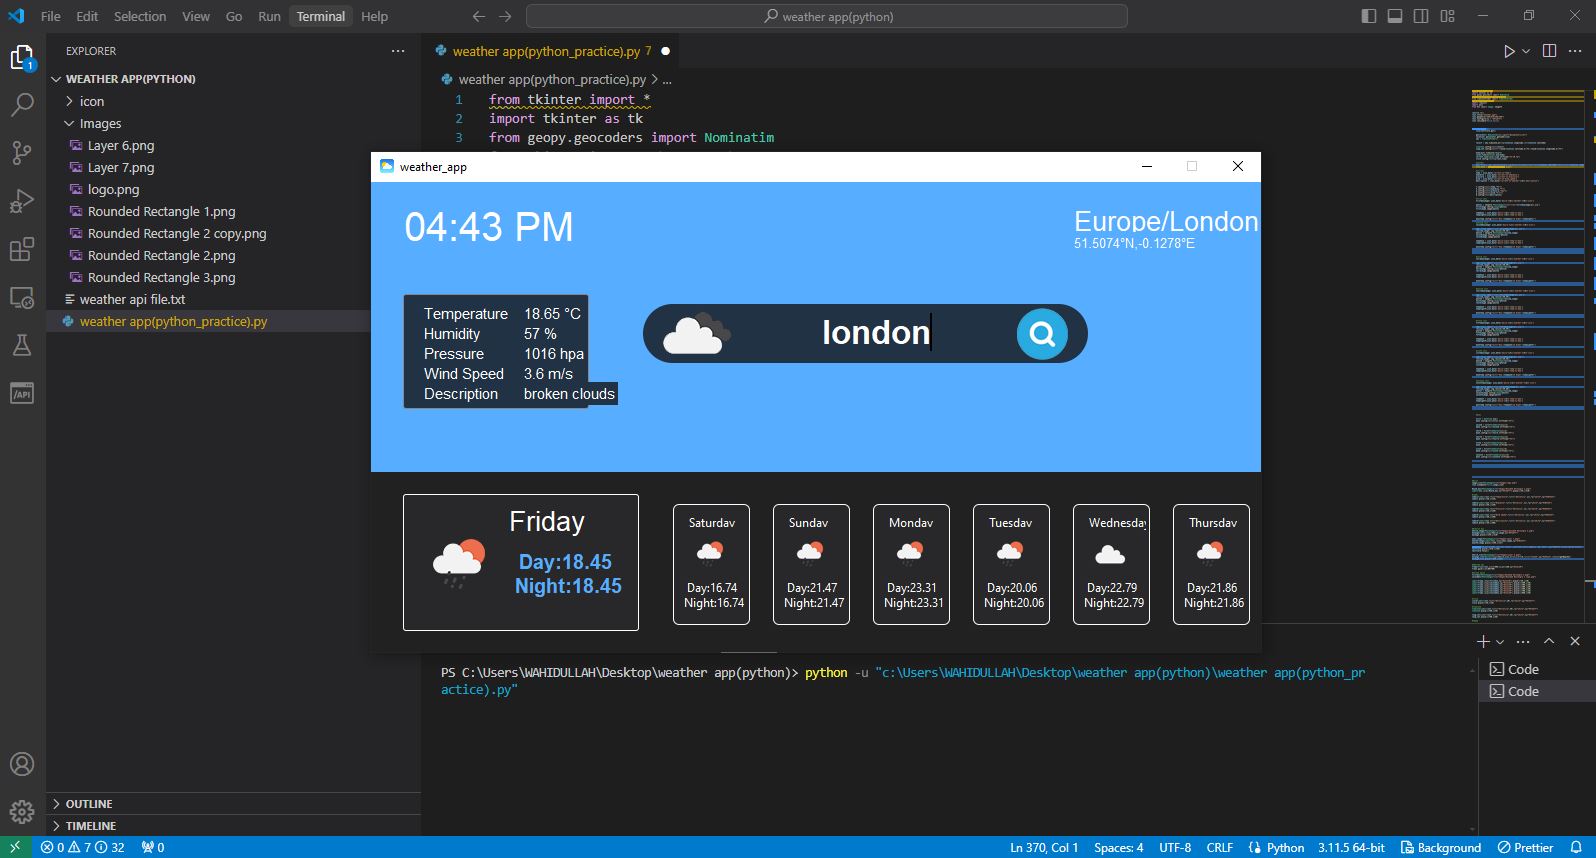 File Edit Selection View Go Run Terminal Help
weather app(python)
EXPLORER
WEATHER APP(PYTHON)
icon
Images
Layer 6.png
Layer 7.png
logo.png
Rounded Rectangle 1.png
Rounded Rectangle 2 copy.png
Rounded Rectangle 2.png
Rounded Rectangle 3.png
weather api file.txt
weather app(python_practice).py
OUTLINE
TIMELINE
1
/API
weather app(python_practice).py 7
weather app(python_practice).py > ...
1 from tkinter import *
2 import tkinter as tk
3 from geopy.geocoders import Nominatim
weather_app
04:43 PM
Europe/London
51.5074°N,-0.1278°E
Temperature 18.65 °C
Humidity 57 %
Pressure 1016 hpa
Wind Speed 3.6 m/s
Description broken clouds
london
Friday
Day:18.45
Night:18.45
Saturday
Day:16.74
Night:16.74
Sunday
Day:21.47
Night:21.47
Monday
Day:23.31
Night:23.31
Tuesday
Day:20.06
Night:20.06
Wednesday
Day:22.79
Night:22.79
Thursday
Day:21.86
Night:21.86
PS C:\Users\WAHIDULLAH\Desktop\weather app(python)> python -u "c:\Users\WAHIDULLAH\Desktop\weather app(python)\weather app(python_pr
actice).py"
Code
Code
0 7 32 0
Ln 370, Col 1 Spaces: 4 UTF-8 CRLF Python 3.11.5 64-bit Background Prettier